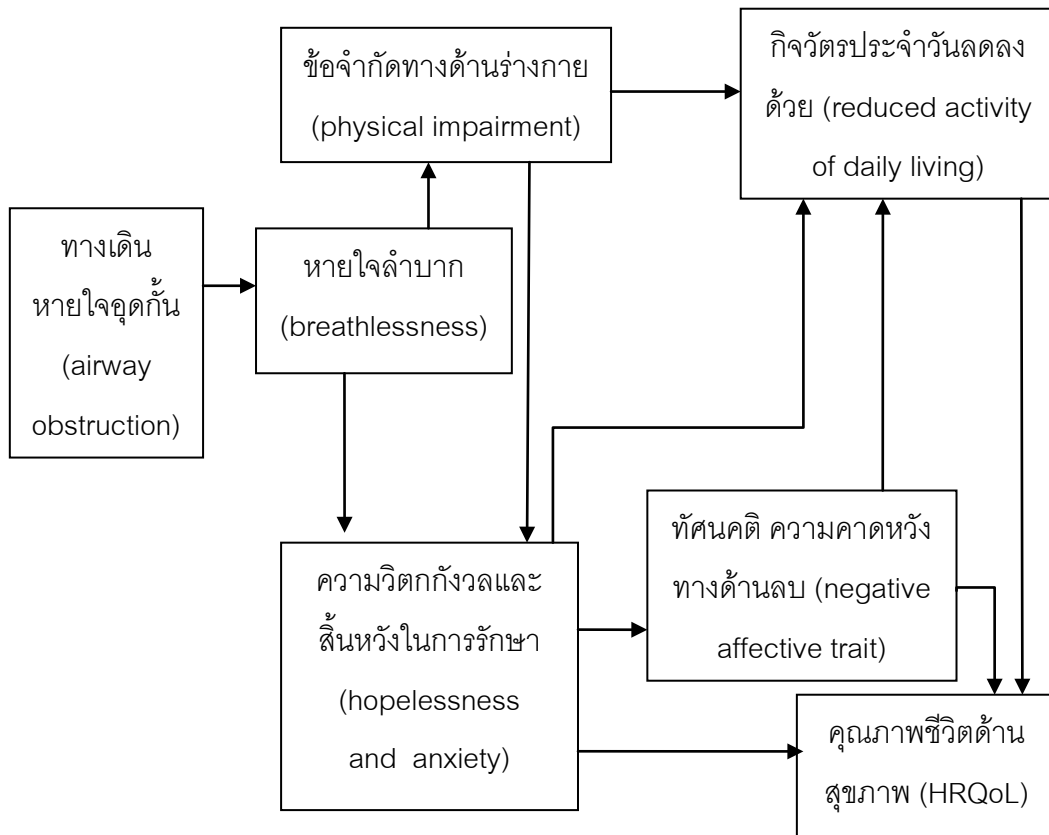 ข้อจำกัดทางด้านร่างกาย
(physical impairment)
กิจวัตรประจำวันลดลง
ด้วย (reduced activity
of daily living)
ทางเดิน
หายใจอุดกั้น
(airway
obstruction)
หายใจลำบาก
(breathlessness)
ความวิตกกังวลและ
สิ้นหวังในการรักษา
(hopelessness
and anxiety)
ทัศนคติ ความคาดหวัง
ทางด้านลบ (negative
affective trait)
คุณภาพชีวิตด้าน
สุขภาพ (HRQoL)